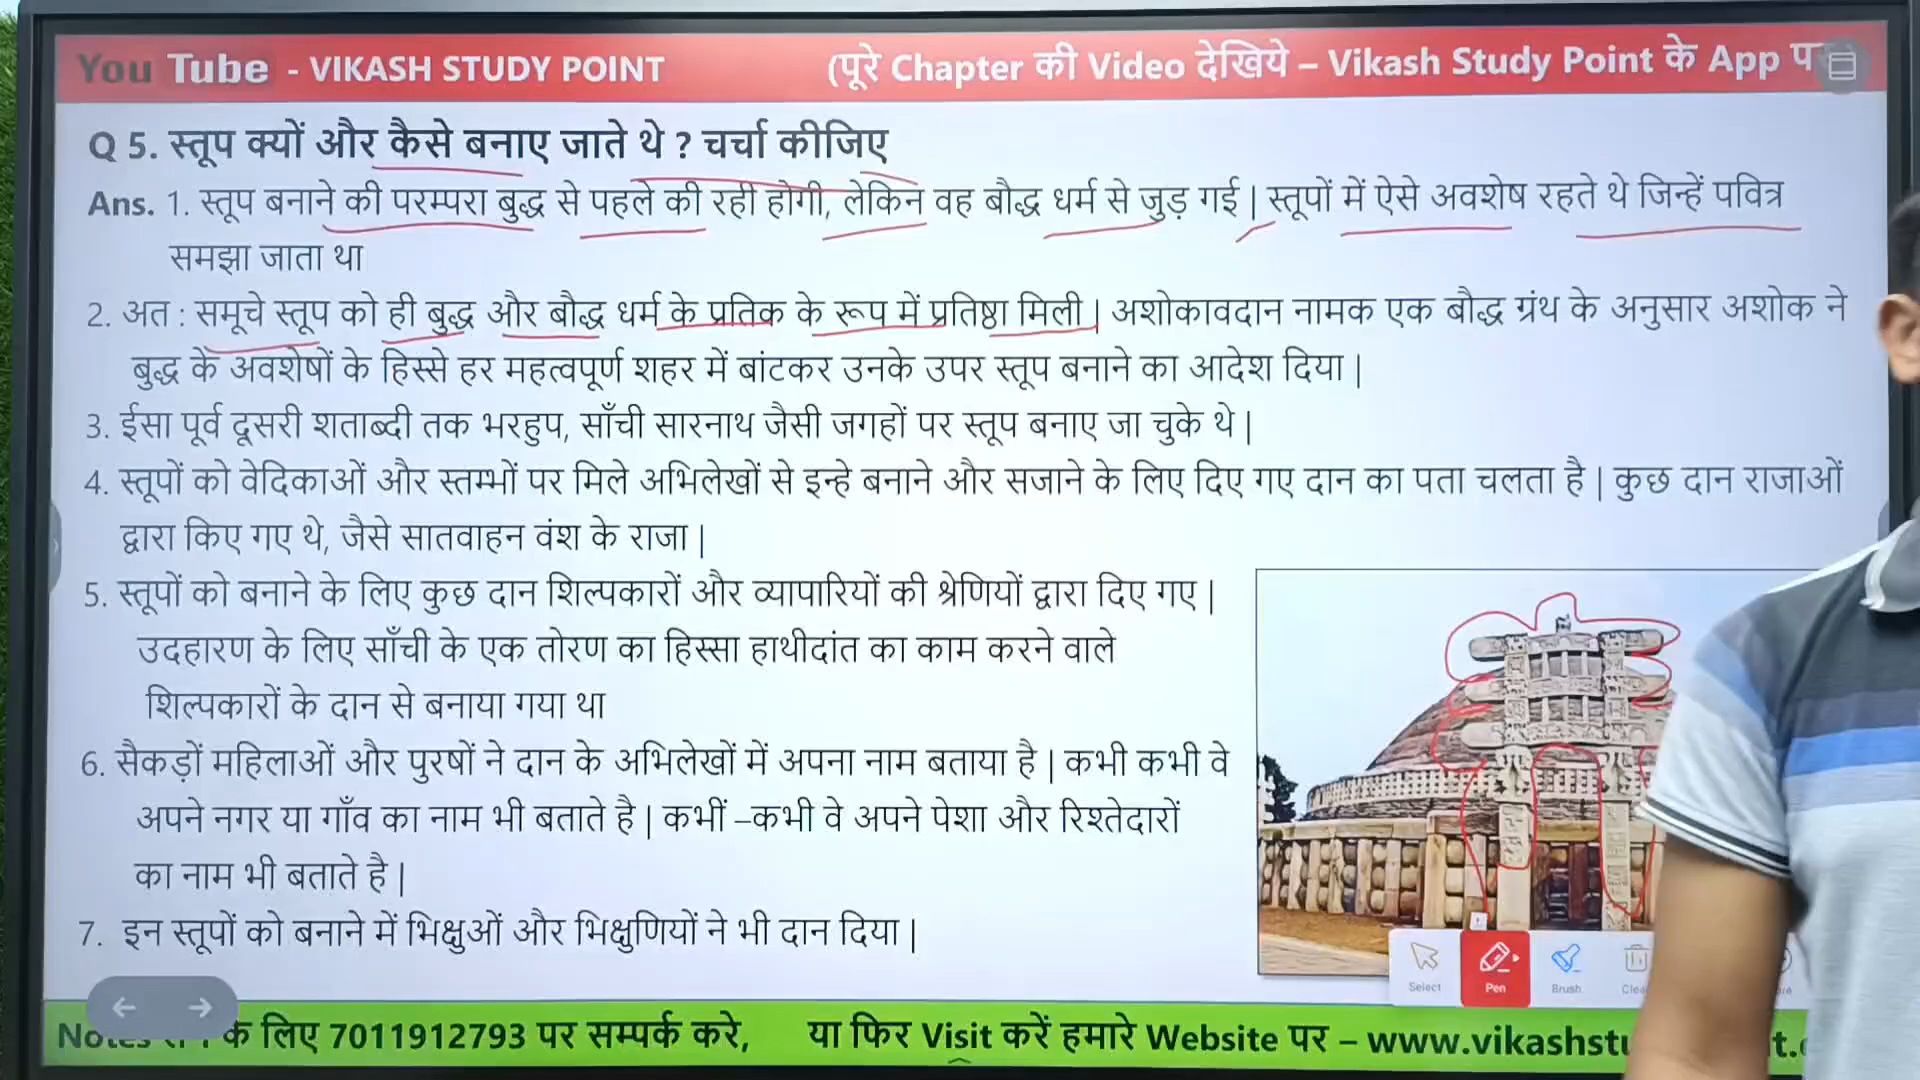 You Tube - VIKASH STUDY POINT (पूरे Chapter की Video देखिये – Vikash Study Point के App
Q 5. स्तूप क्यों और कैसे बनाए जाते थे ? चर्चा कीजिए
Ans. 1. स्तूप बनाने की परम्परा बुद्ध से पहले की रही होगी, लेकिन वह बौद्ध धर्म से जुड़ गई | स्तूपों में ऐसे अवशेष रहते थे जिन्हें पवित्र
समझा जाता था
2. अत : समूचे स्तूप को ही बुद्ध और बौद्ध धर्म के प्रतिक के रूप में प्रतिष्ठा मिली | अशोकावदान नामक एक बौद्ध ग्रंथ के अनुसार अशोक ने
बुद्ध के अवशेषों के हिस्से हर महत्वपूर्ण शहर में बांटकर उनके उपर स्तूप बनाने का आदेश दिया |
3. ईसा पूर्व दूसरी शताब्दी तक भरहुप, साँची सारनाथ जैसी जगहों पर स्तूप बनाए जा चुके थे |
4. स्तूपों को वेदिकाओं और स्तम्भों पर मिले अभिलेखों से इन्हे बनाने और सजाने के लिए दिए गए दान का पता चलता है | कुछ दान राजाओं
द्वारा किए गए थे, जैसे सातवाहन वंश के राजा |
5. स्तूपों को बनाने के लिए कुछ दान शिल्पकारों और व्यापारियों की श्रेणियों द्वारा दिए गए |
उदहारण के लिए साँची के एक तोरण का हिस्सा हाथीदांत का काम करने वाले
शिल्पकारों के दान से बनाया गया था
6. सैकड़ों महिलाओं और पुरषों ने दान के अभिलेखों में अपना नाम बताया है | कभी कभी वे
अपने नगर या गाँव का नाम भी बताते है | कभीं –कभी वे अपने पेशा और रिश्तेदारों
का नाम भी बताते है |
7. इन स्तूपों को बनाने में भिक्षुओं और भिक्षुणियों ने भी दान दिया |
Select Pen Brush
के लिए 7011912793 पर सम्पर्क करे, या फिर Visit करें हमारे Website पर –